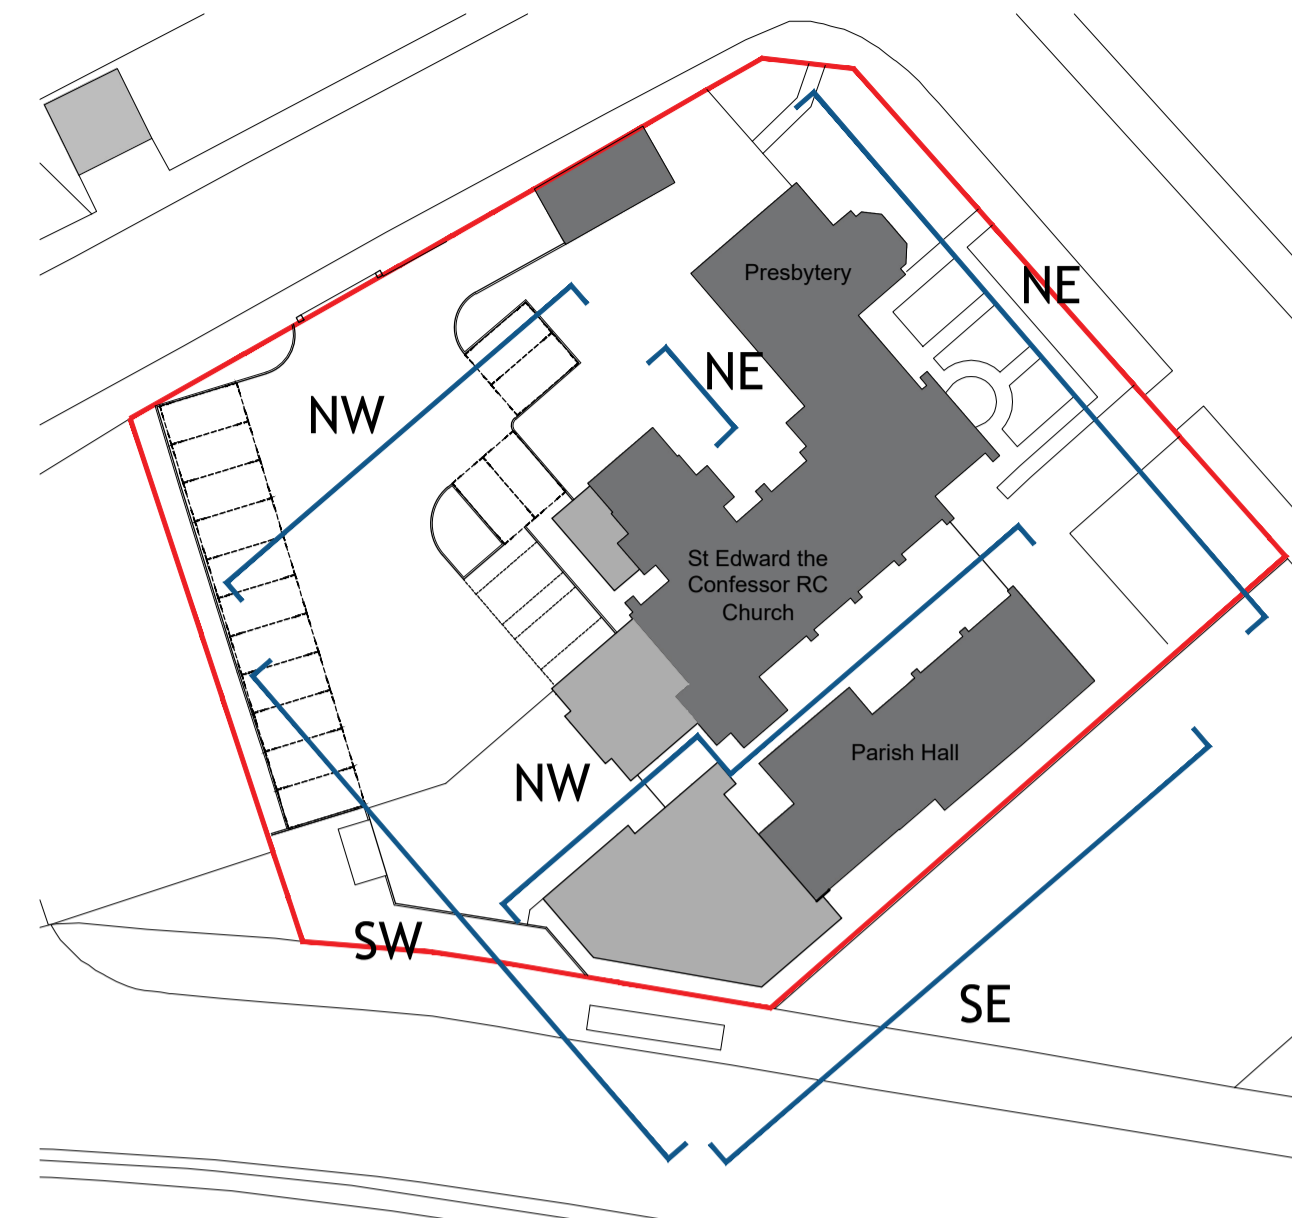 Presbytery
NE
NE
NW
St Edward the
Confessor RC
Church
Parish Hall
NW
SW
SE